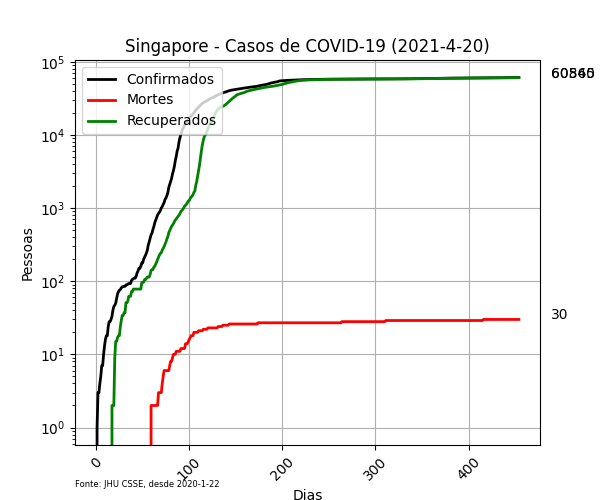 Singapore - Casos de COVID-19 (2021-4-20)
Confirmados
Mortes
Recuperados
10⁵
10⁴
10³
10²
10¹
10⁰
Pessoas
30
0
100
200
300
400
Dias
Fonte: JHU CSSE, desde 2020-1-22